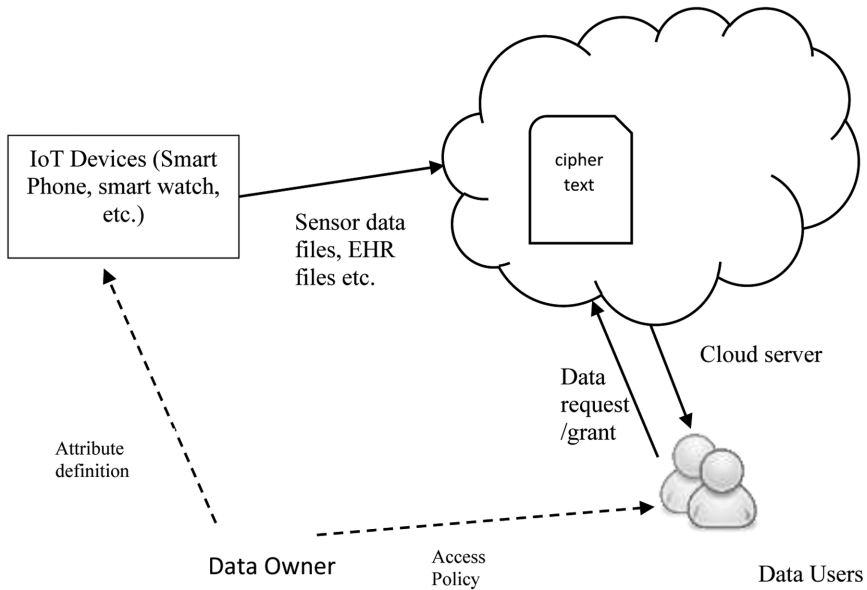 cipher
text
IoT Devices (Smart
Phone, smart watch,
etc.)
Sensor data
files, EHR
files etc.
Cloud server
Data
request
/grant
Attribute
definition
Data Owner
Access
Policy
Data Users